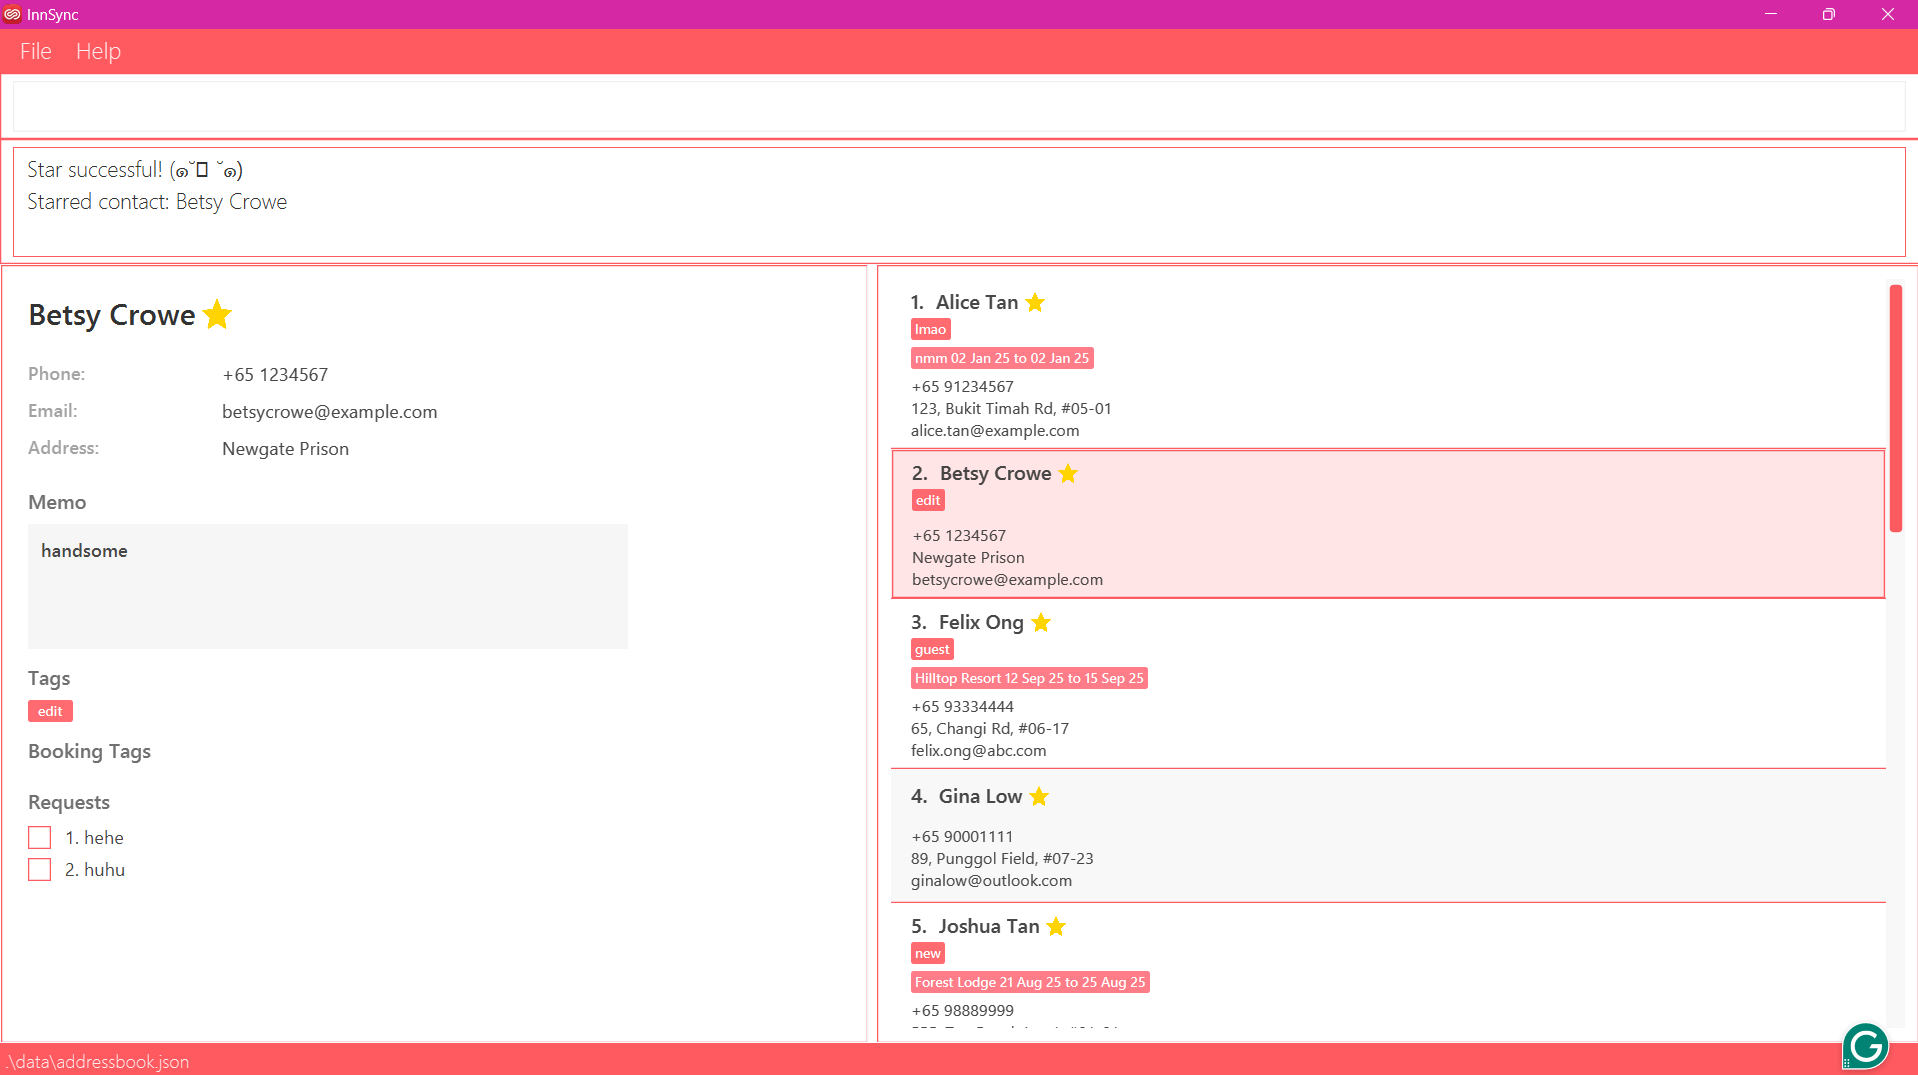 InnSync
File Help
Star successful! (๑˘▯ ˘๑)
Starred contact: Betsy Crowe
Betsy Crowe
Phone: +65 1234567
Email: betsycrowe@example.com
Address: Newgate Prison
Memo
handsome
Tags
edit
Booking Tags
Requests
1. hehe
2. huhu
1. Alice Tan
lmao
nmm 02 Jan 25 to 02 Jan 25
+65 91234567
123, Bukit Timah Rd, #05-01
alice.tan@example.com
2. Betsy Crowe
edit
+65 1234567
Newgate Prison
betsycrowe@example.com
3. Felix Ong
guest
Hilltop Resort 12 Sep 25 to 15 Sep 25
+65 93334444
65, Changi Rd, #06-17
felix.ong@abc.com
4. Gina Low
+65 90001111
89, Punggol Field, #07-23
ginalow@outlook.com
5. Joshua Tan
new
Forest Lodge 21 Aug 25 to 25 Aug 25
+65 98889999
.\data\addressbook.json
G